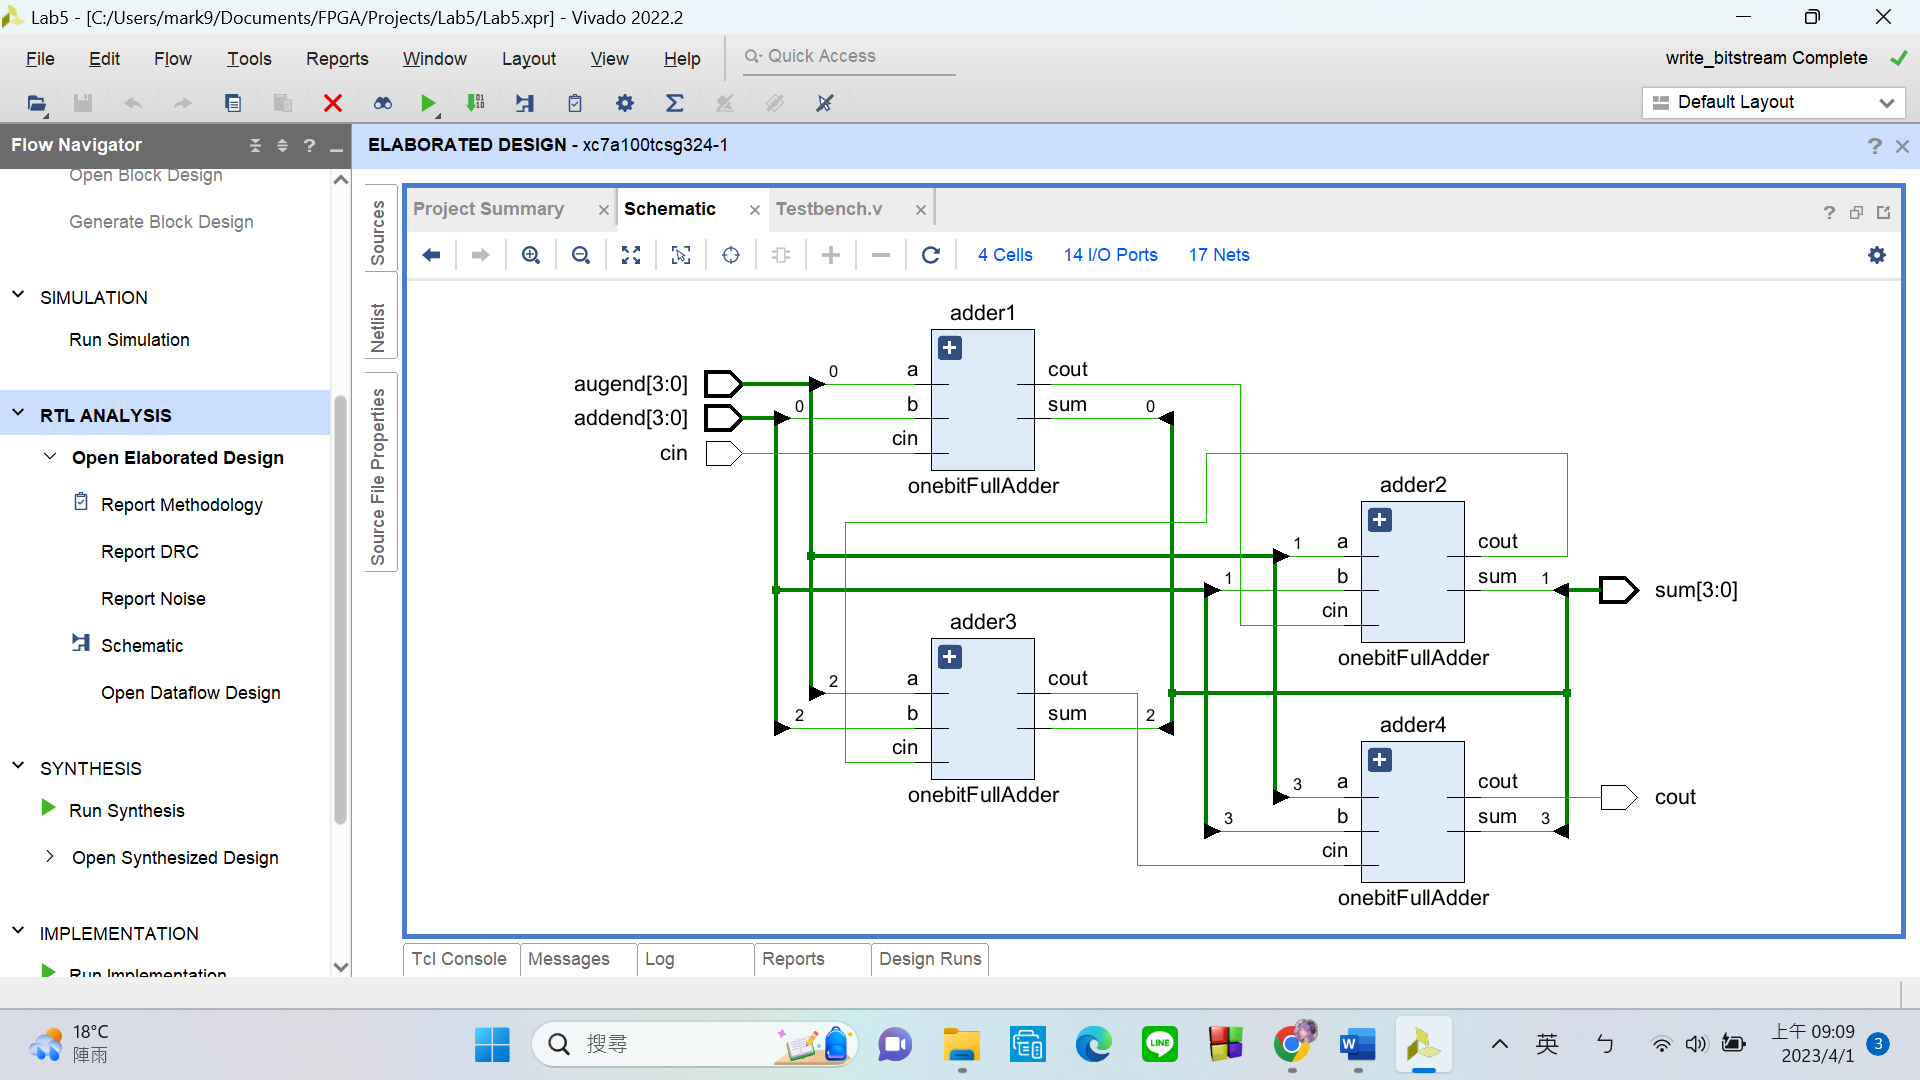 Lab5 - [C:/Users/mark9/Documents/FPGA/Projects/Lab5/Lab5.xpr] - Vivado 2022.2
File Edit Flow Tools Reports Window Layout View Help Quick Access
write_bitstream Complete
Default Layout
Flow Navigator
ELABORATED DESIGN - xc7a100tcsg324-1
Open Block Design
Generate Block Design
SIMULATION
Run Simulation
RTL ANALYSIS
Open Elaborated Design
Report Methodology
Report DRC
Report Noise
Schematic
Open Dataflow Design
SYNTHESIS
Run Synthesis
Open Synthesized Design
IMPLEMENTATION
Run Implementation
Sources
Netlist
Source File Properties
Project Summary Schematic Testbench.v
4 Cells 14 I/O Ports 17 Nets
adder1
augend[3:0] 0 a cout
addend[3:0] 0 b sum 0
cin cin
onebitFullAdder
adder2
1 a cout
1 b sum 1 sum[3:0]
cin
onebitFullAdder
adder3
2 a cout
2 b sum 2
cin
onebitFullAdder
adder4
3 a cout cout
3 b sum 3
cin
onebitFullAdder
Tcl Console Messages Log Reports Design Runs
18°C
陣雨
搜尋
LINE
W
英
ㄅ
上午 09:09
2023/4/1
3